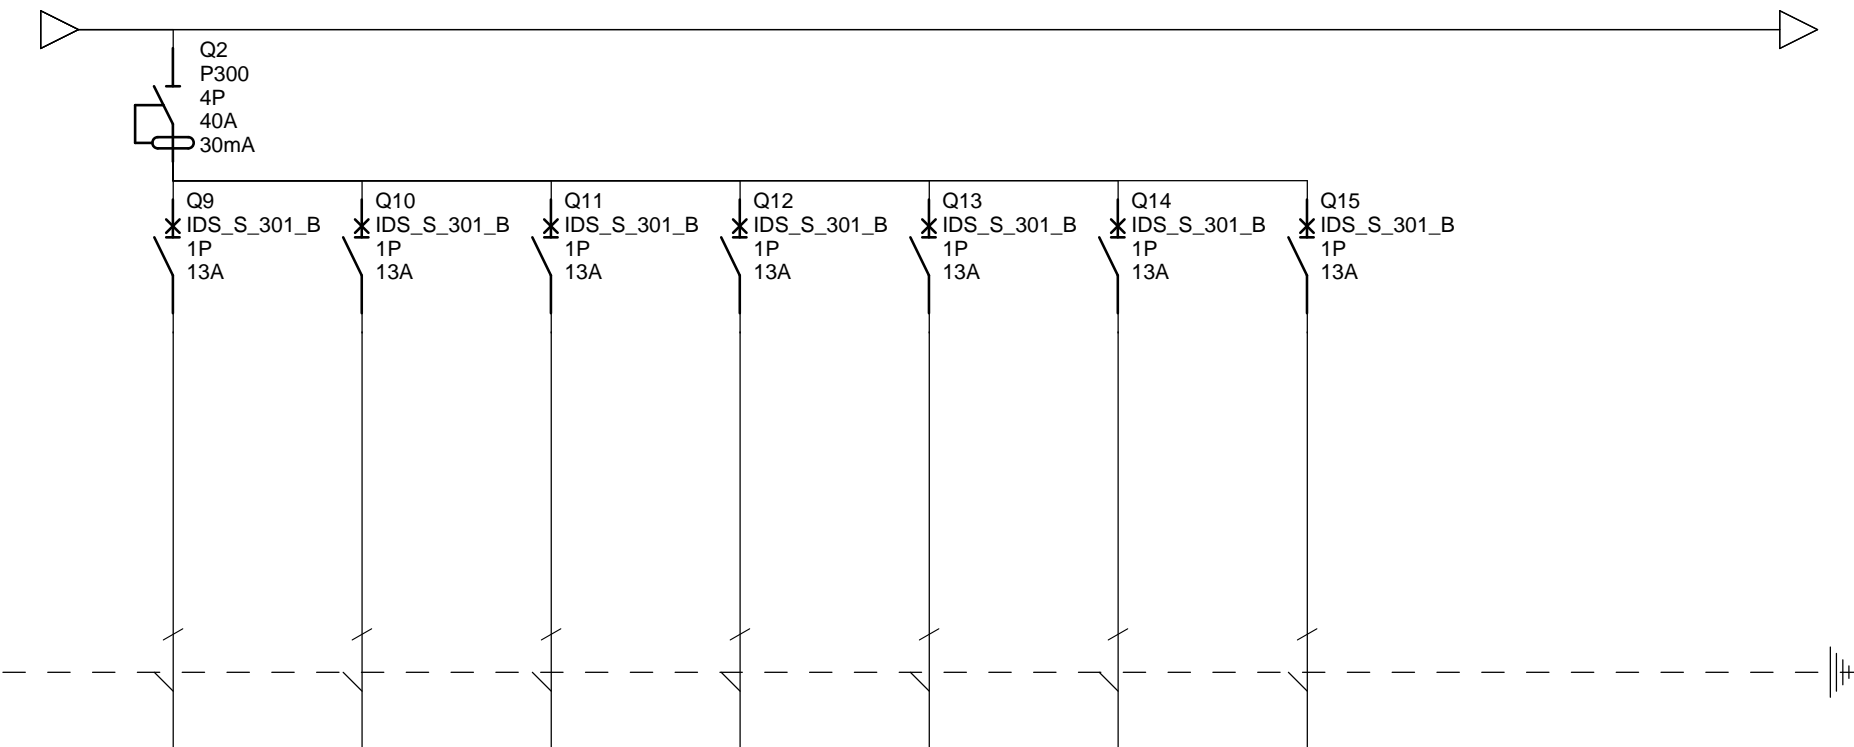 Q2
P300
4P
40A
30mA
Q9
IDS_S_301_B
1P
13A
Q10
IDS_S_301_B
1P
13A
Q11
IDS_S_301_B
1P
13A
Q12
IDS_S_301_B
1P
13A
Q13
IDS_S_301_B
1P
13A
Q14
IDS_S_301_B
1P
13A
Q15
IDS_S_301_B
1P
13A